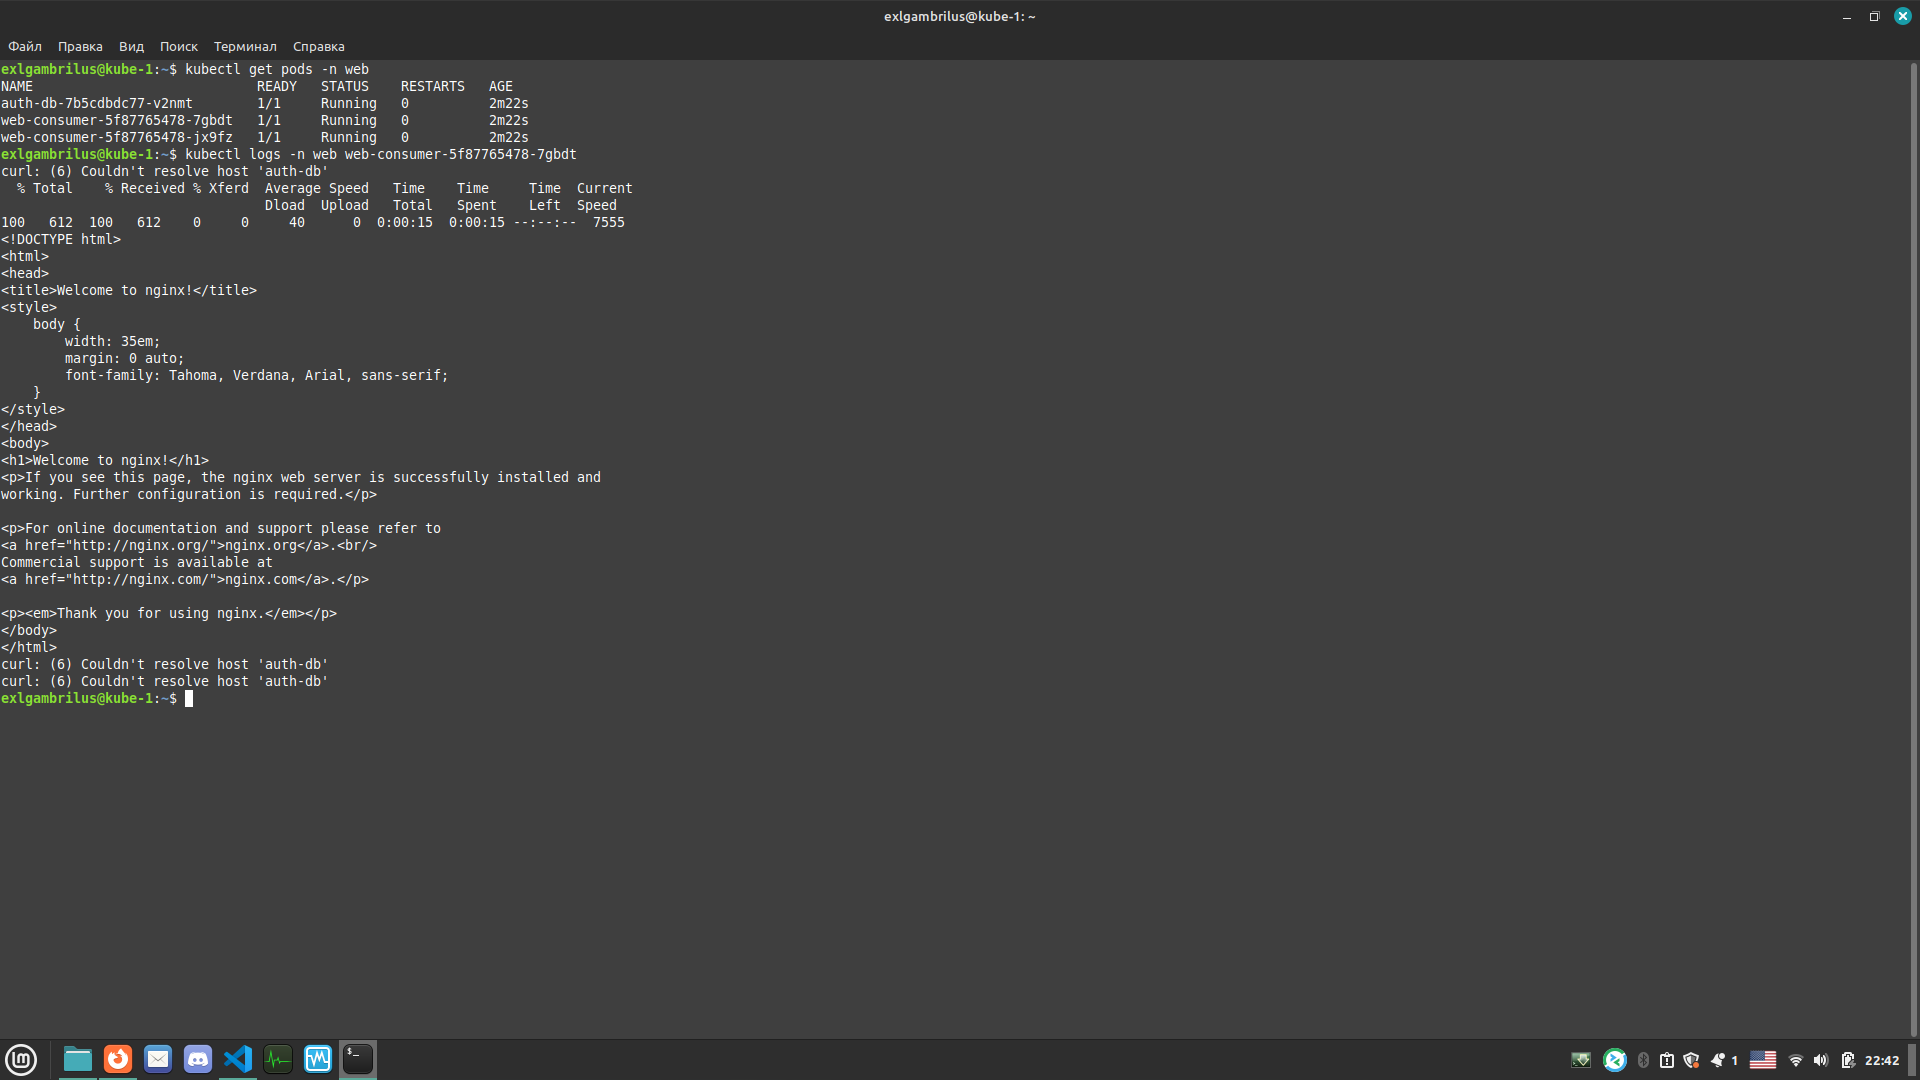 exlgambrilus@kube-1: ~
Файл Правка Вид Поиск Терминал Справка
exlgambrilus@kube-1:~$ kubectl get pods -n web
NAME                            READY   STATUS    RESTARTS   AGE
auth-db-7b5cdbdc77-v2nmt        1/1     Running   0          2m22s
web-consumer-5f87765478-7gbdt   1/1     Running   0          2m22s
web-consumer-5f87765478-jx9fz   1/1     Running   0          2m22s
exlgambrilus@kube-1:~$ kubectl logs -n web web-consumer-5f87765478-7gbdt
curl: (6) Couldn't resolve host 'auth-db'
  % Total    % Received % Xferd  Average Speed   Time    Time     Time  Current
                                 Dload  Upload   Total   Spent    Left  Speed
100   612  100   612    0     0     40      0  0:00:15  0:00:15 --:--:--  7555
<!DOCTYPE html>
<html>
<head>
<title>Welcome to nginx!</title>
<style>
    body {
        width: 35em;
        margin: 0 auto;
        font-family: Tahoma, Verdana, Arial, sans-serif;
    }
</style>
</head>
<body>
<h1>Welcome to nginx!</h1>
<p>If you see this page, the nginx web server is successfully installed and
working. Further configuration is required.</p>

<p>For online documentation and support please refer to
<a href="http://nginx.org/">nginx.org</a>.<br/>
Commercial support is available at
<a href="http://nginx.com/">nginx.com</a>.</p>

<p><em>Thank you for using nginx.</em></p>
</body>
</html>
curl: (6) Couldn't resolve host 'auth-db'
curl: (6) Couldn't resolve host 'auth-db'
exlgambrilus@kube-1:~$
1 22:42